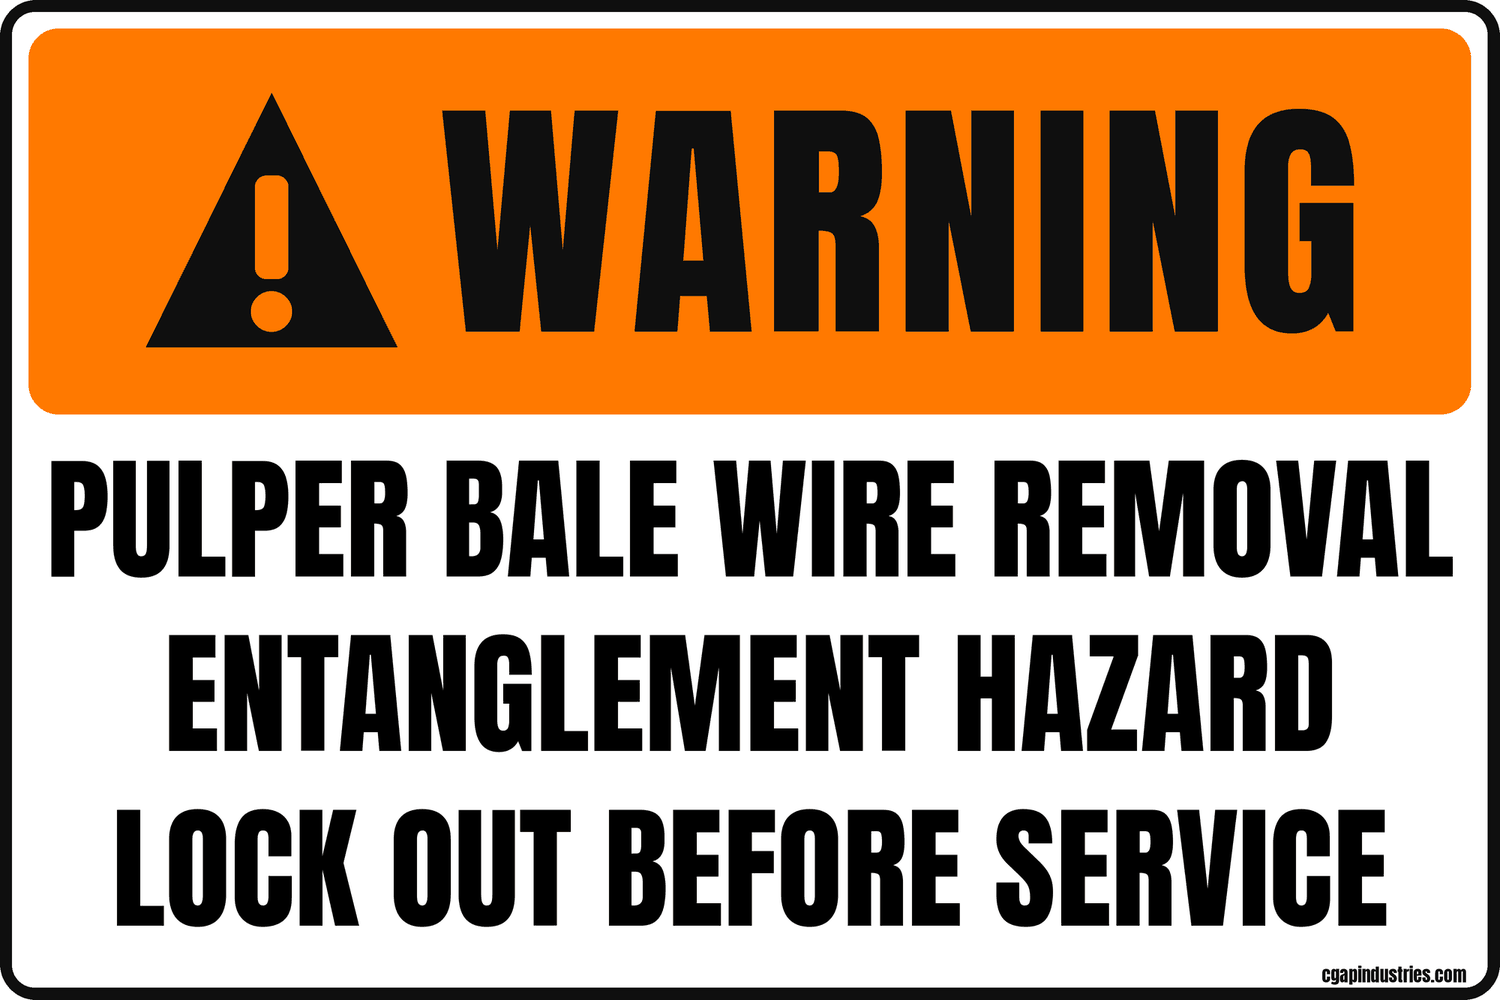 WARNING
PULPER BALE WIRE REMOVAL
ENTANGLEMENT HAZARD
LOCK OUT BEFORE SERVICE
cgapindustries.com